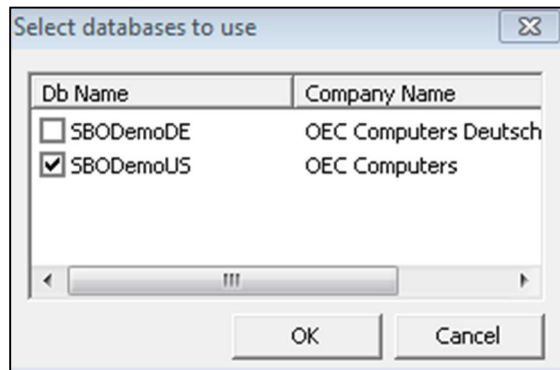 Select databases to use
Db Name Company Name
SBODemoDE OEC Computers Deutsch
SBODemoUS OEC Computers
OK Cancel